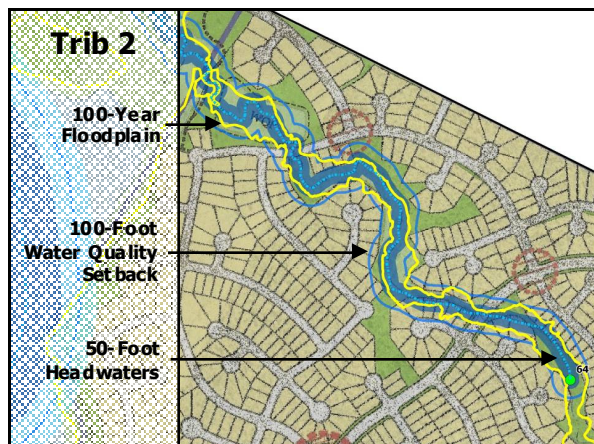 Trib 2
100-Year
Floodplain
100-Foot
Water Quality
Setback
50-Foot
Headwaters
64